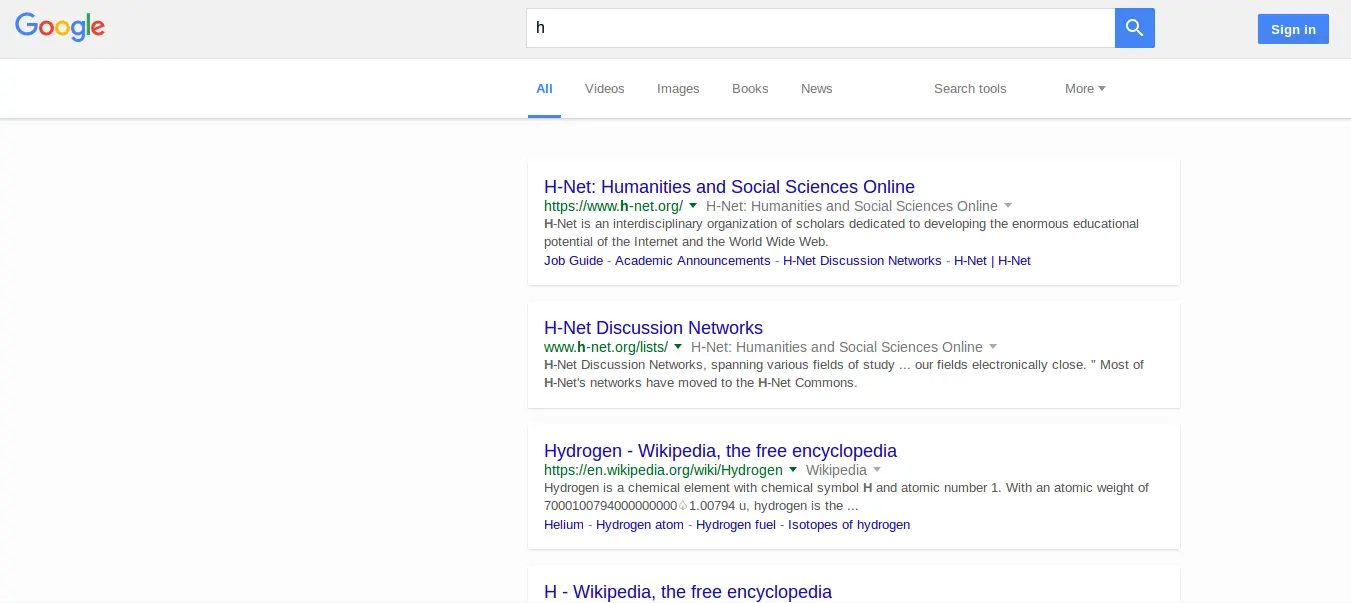 Google
h
Sign in
All Videos Images Books News Search tools More
H-Net: Humanities and Social Sciences Online
https://www.h-net.org/ H-Net: Humanities and Social Sciences Online
H-Net is an interdisciplinary organization of scholars dedicated to developing the enormous educational
potential of the Internet and the World Wide Web.
Job Guide - Academic Announcements - H-Net Discussion Networks - H-Net | H-Net
H-Net Discussion Networks
www.h-net.org/lists/ H-Net: Humanities and Social Sciences Online
H-Net Discussion Networks, spanning various fields of study ... our fields electronically close. " Most of
H-Net's networks have moved to the H-Net Commons.
Hydrogen - Wikipedia, the free encyclopedia
https://en.wikipedia.org/wiki/Hydrogen Wikipedia
Hydrogen is a chemical element with chemical symbol H and atomic number 1. With an atomic weight of
7000100794000000000♤1.00794 u, hydrogen is the ...
Helium - Hydrogen atom - Hydrogen fuel - Isotopes of hydrogen
H - Wikipedia, the free encyclopedia